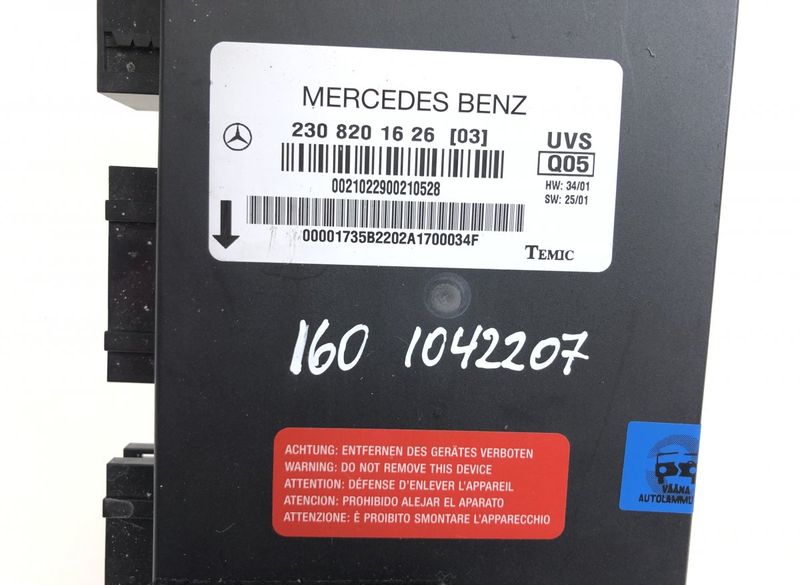 MERCEDES BENZ
230 820 16 26 [03]
UVS
Q05
HW: 34/01
SW: 25/01
0021022900210528
00001735B2202A1700034F
TEMIC
160 1042207
ACHTUNG: ENTFERNEN DES GERÄTES VERBOTEN
WARNING: DO NOT REMOVE THIS DEVICE
ATTENTION: DÉFENSE D'ENLEVER L'APPAREIL
ATENCION: PROHIBIDO ALEJAR EL APARATO
ATTENZIONE: É PROIBITO SMONTARE L'APPARECCHIO
VÄÄNA